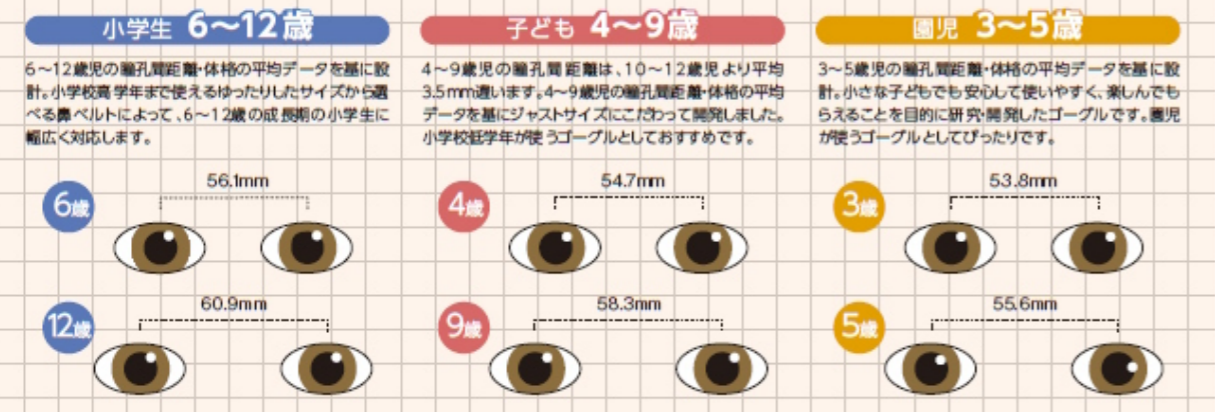 小学生 6〜12歳
6〜12歳児の瞳孔間距離・体格の平均データを基に設
計。小学校高学年まで使えるゆったりしたサイズから選
べる鼻ベルトによって、6〜12歳の成長期の小学生に
幅広く対応します。
6歳
56.1mm
12歳
60.9mm
子ども 4〜9歳
4〜9歳児の瞳孔間距離は、10〜12歳児より平均
3.5mm違います。4〜9歳児の瞳孔間距離・体格の平均
データを基にジャストサイズにこだわって開発しました。
小学校低学年が使うゴーグルとしておすすめです。
4歳
54.7mm
9歳
58.3mm
園児 3〜5歳
3〜5歳児の瞳孔間距離・体格の平均データを基に設
計。小さな子どもでも安心して使いやすく、楽しんでも
らえることを目的に研究・開発したゴーグルです。園児
が使うゴーグルとしてぴったりです。
3歳
53.8mm
5歳
55.6mm